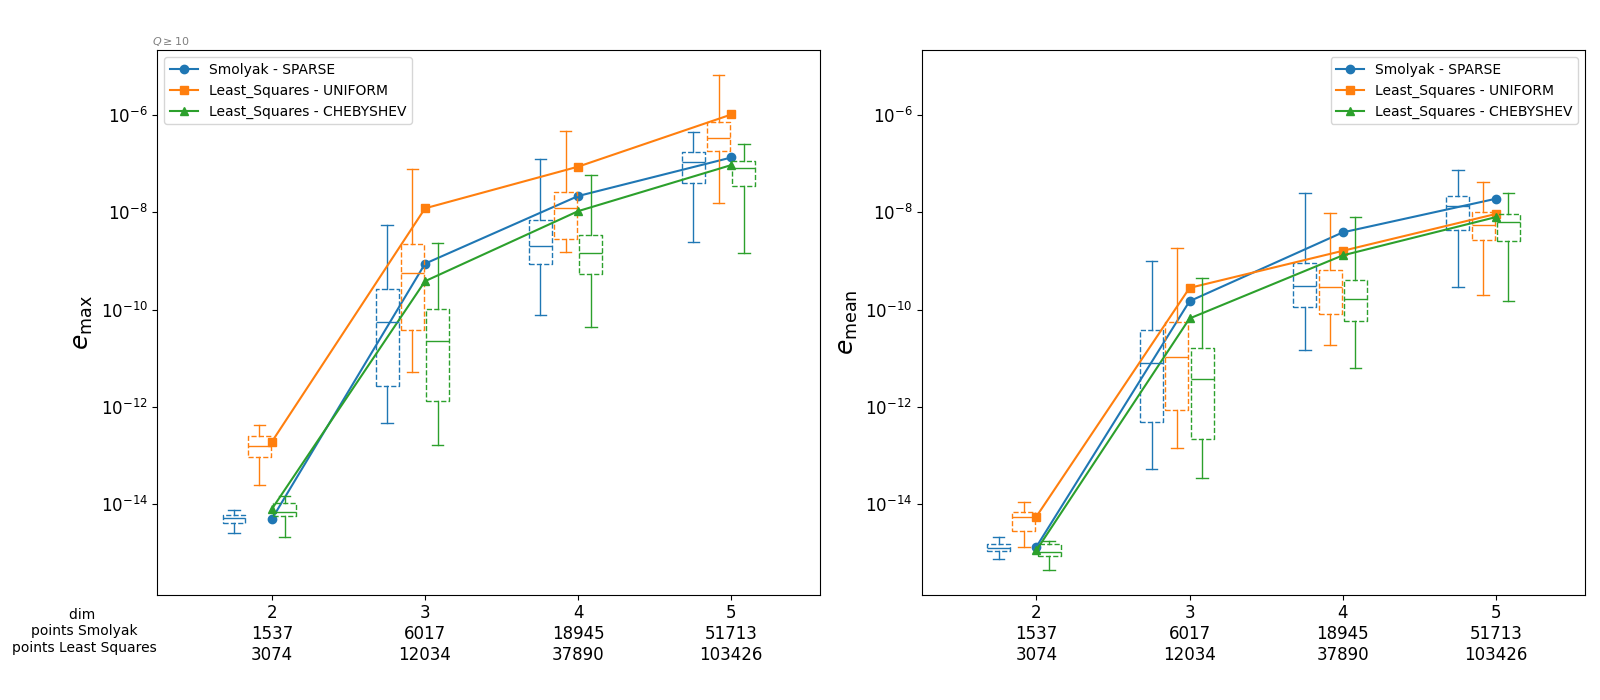 Q ≥ 10
Smolyak - SPARSE
Least_Squares - UNIFORM
Least_Squares - CHEBYSHEV
e_max
10^-6
10^-8
10^-10
10^-12
10^-14
dim
points Smolyak
points Least Squares
2 3 4 5
1537 6017 18945 51713
3074 12034 37890 103426
Smolyak - SPARSE
Least_Squares - UNIFORM
Least_Squares - CHEBYSHEV
e_mean
10^-6
10^-8
10^-10
10^-12
10^-14
2 3 4 5
1537 6017 18945 51713
3074 12034 37890 103426